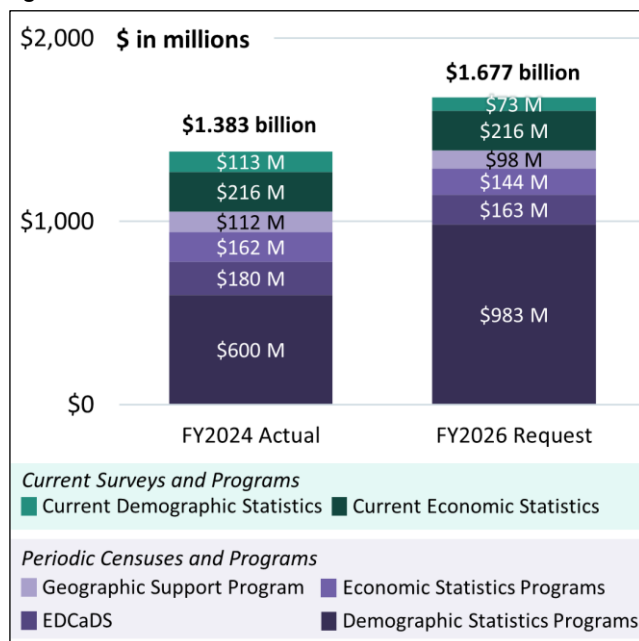 $2,000 $ in millions
$1.677 billion
$1.383 billion
$73 M
$216 M
$98 M
$144 M
$163 M
$983 M
$113 M
$216 M
$112 M
$162 M
$180 M
$600 M
$1,000
$0
FY2024 Actual FY2026 Request
Current Surveys and Programs
Current Demographic Statistics Current Economic Statistics
Periodic Censuses and Programs
Geographic Support Program Economic Statistics Programs
EDCaDS Demographic Statistics Programs